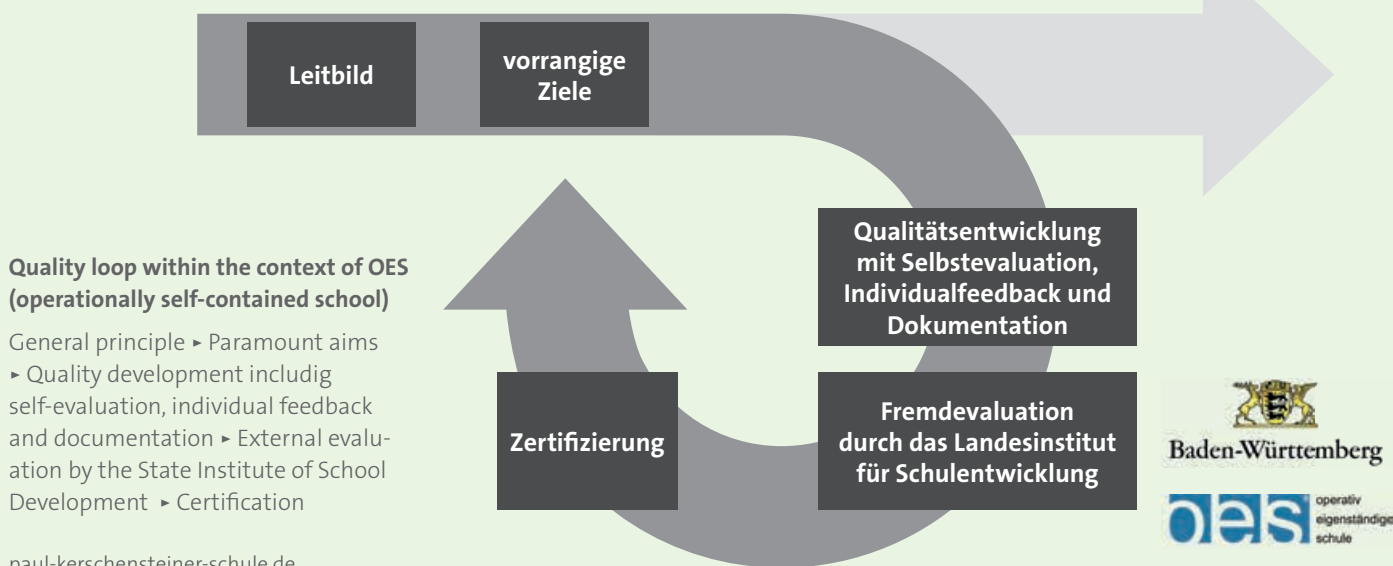 Leitbild
vorrangige
Ziele
Qualitätsentwicklung
mit Selbstevaluation,
Individualfeedback und
Dokumentation
Quality loop within the context of OES
(operationally self-contained school)
General principle ▸ Paramount aims
▸ Quality development includig
self-evaluation, individual feedback
and documentation ▸ External evalu-
ation by the State Institute of School
Development ▸ Certification
Zertifizierung
Fremdevaluation
durch das Landesinstitut
für Schulentwicklung
Baden-Württemberg
oes
operativ
eigenständige
schule
paul-kerschensteiner-schule.de